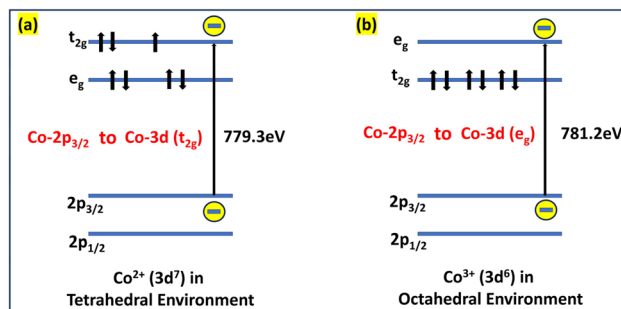 (a)
t2g
eg
Co-2p3/2 to Co-3d (t2g)
779.3eV
2p3/2
2p1/2
Co2+ (3d7) in
Tetrahedral Environment
(b)
eg
t2g
Co-2p3/2 to Co-3d (eg)
781.2eV
2p3/2
2p1/2
Co3+ (3d6) in
Octahedral Environment